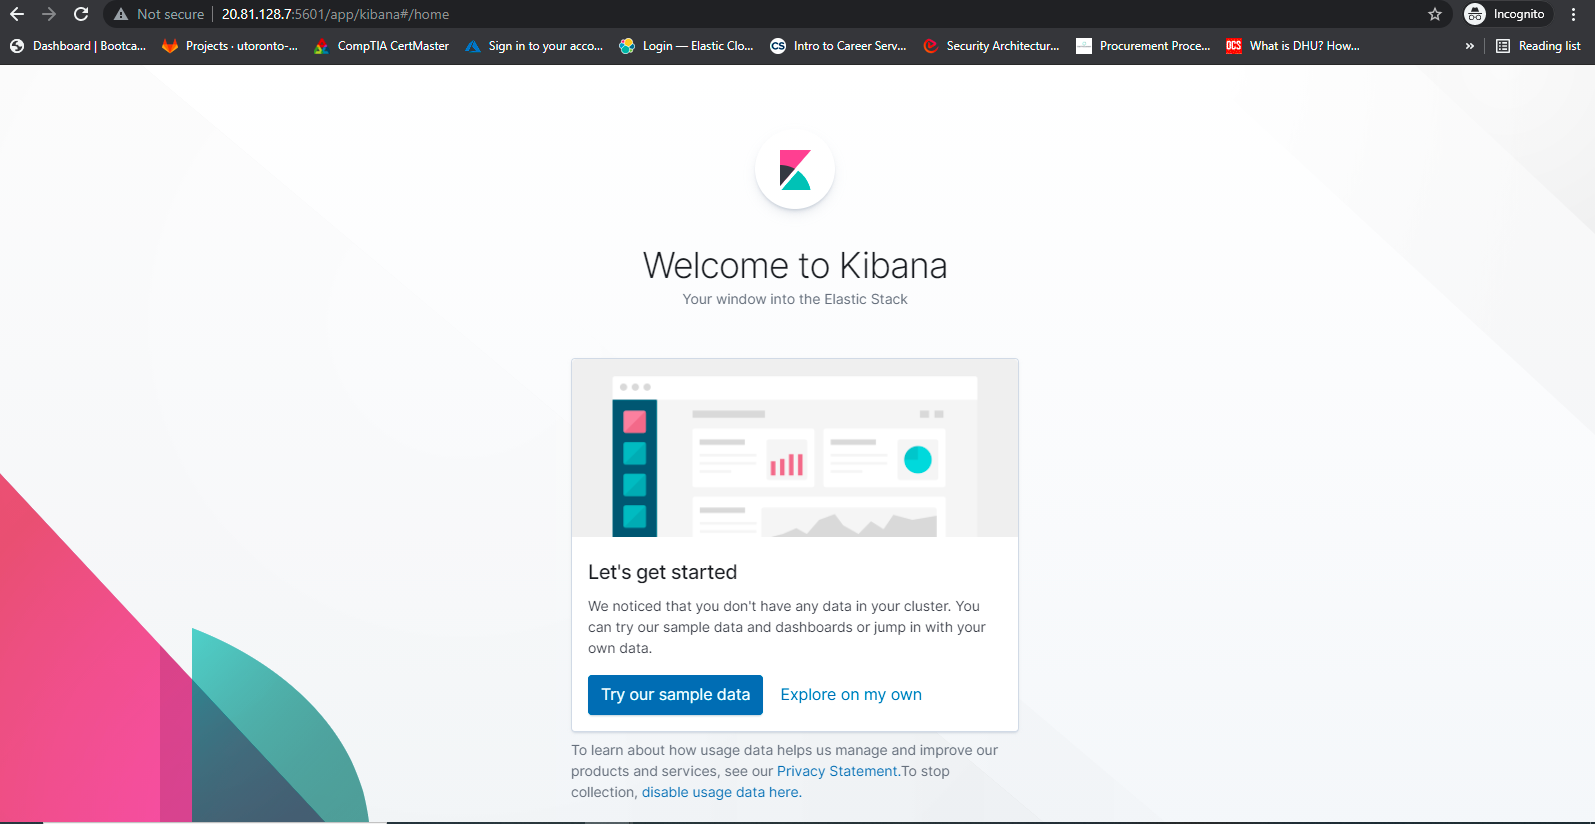 Not secure | 20.81.128.7:5601/app/kibana#/home
Incognito
Dashboard | Bootca...
Projects · utoronto-...
CompTIA CertMaster
Sign in to your acco...
Login — Elastic Clo...
CS
Intro to Career Serv...
Security Architectur...
Procurement Proce...
OCS
What is DHU? How...
»
Reading list
Welcome to Kibana
Your window into the Elastic Stack
Let's get started
We noticed that you don't have any data in your cluster. You
can try our sample data and dashboards or jump in with your
own data.
Try our sample data
Explore on my own
To learn about how usage data helps us manage and improve our
products and services, see our Privacy Statement.To stop
collection, disable usage data here.